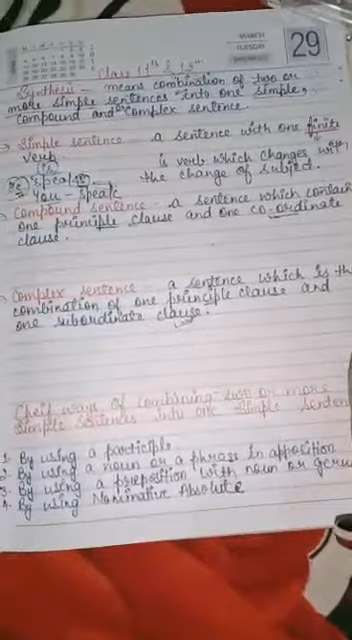 MARCH
TUESDAY
29
Class 11th & 12th
Synthesis - means combination of two or
more simple sentences into one simple,
compound and complex sentence.
→ Simple sentence - a sentence with one finite
verb
is verb which changes with
He speaks
the change of subject.
You - speak
→ Compound sentence - a sentence which contain
one principle clause and one co-ordinate
clause.
Complex sentence - a sentence which is th
combination of one principle clause and
one subordinate clause.
Cheif ways of combining two or more
simple sentences into one simple senten
1. By using a participle
2. By using a noun or a phrase in apposition
3. By using a preposition with noun or geru
4. By using Nominative Absolute